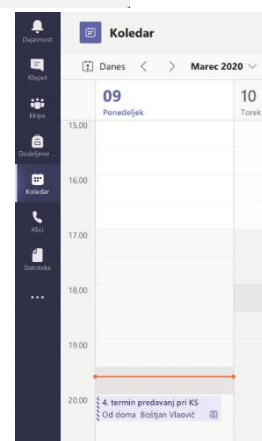 Dejavnost
Klepet
Ekipe
Dodeljene ...
Koledar
Klici
Datoteke
Koledar
Danes
Marec 2020
09
Ponedeljek
10
Torek
15.00
16.00
17.00
18.00
19.00
20.00
4. termin predavanj pri KS
Od doma Boštjan Vlaovič